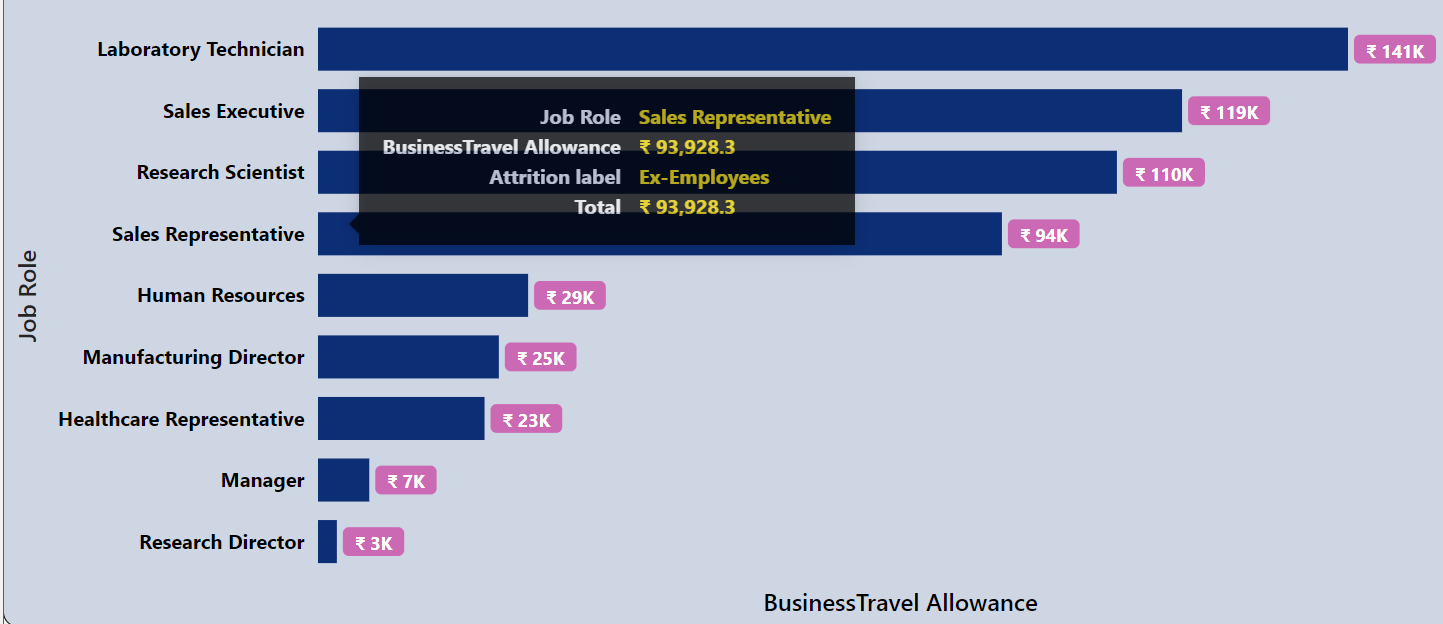 Laboratory Technician ₹ 141K
Job Role Sales Representative
Sales Executive ₹ 119K
BusinessTravel Allowance ₹ 93,928.3
Research Scientist ₹ 110K
Attrition label Ex-Employees
Total ₹ 93,928.3
Sales Representative ₹ 94K
Human Resources ₹ 29K
Manufacturing Director ₹ 25K
Healthcare Representative ₹ 23K
Manager ₹ 7K
Research Director ₹ 3K
Job Role
BusinessTravel Allowance